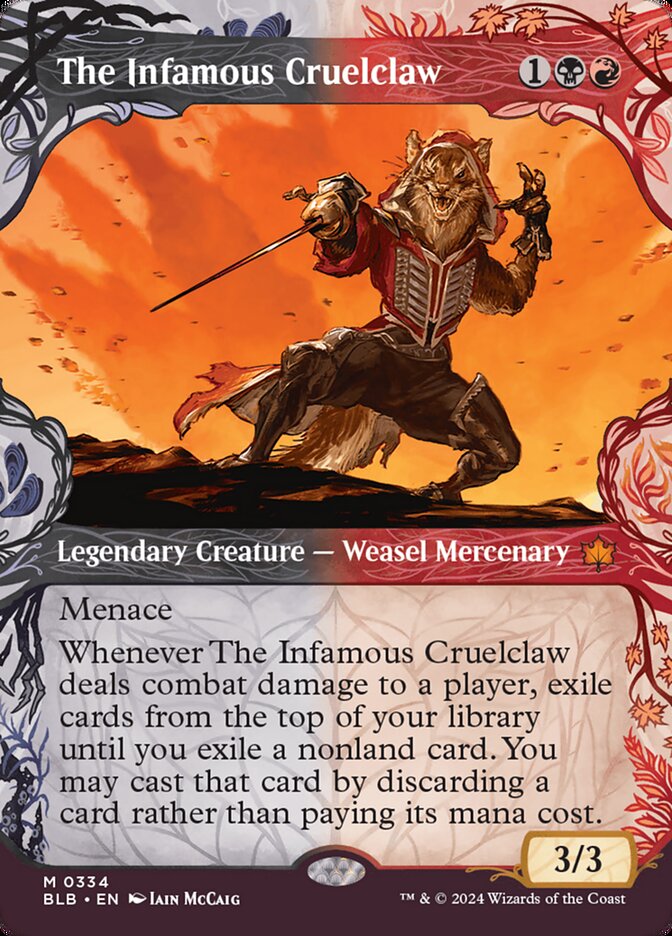 The Infamous Cruelclaw 1
Legendary Creature — Weasel Mercenary
Menace
Whenever The Infamous Cruelclaw
deals combat damage to a player, exile
cards from the top of your library
until you exile a nonland card. You
may cast that card by discarding a
card rather than paying its mana cost.
3/3
M 0334
BLB • EN Iain McCaig
™ & © 2024 Wizards of the Coast